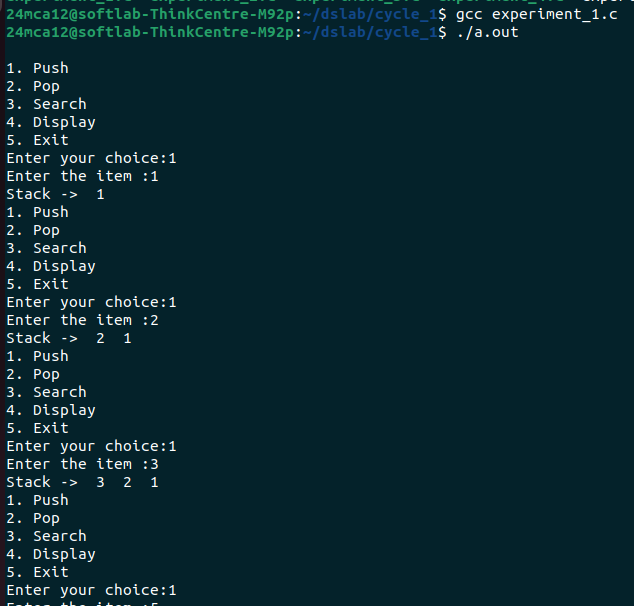 24mca12@softlab-ThinkCentre-M92p:~/dslab/cycle_1$ gcc experiment_1.c
24mca12@softlab-ThinkCentre-M92p:~/dslab/cycle_1$ ./a.out
1. Push
2. Pop
3. Search
4. Display
5. Exit
Enter your choice:1
Enter the item :1
Stack ->  1
1. Push
2. Pop
3. Search
4. Display
5. Exit
Enter your choice:1
Enter the item :2
Stack ->  2  1
1. Push
2. Pop
3. Search
4. Display
5. Exit
Enter your choice:1
Enter the item :3
Stack ->  3  2  1
1. Push
2. Pop
3. Search
4. Display
5. Exit
Enter your choice:1
Enter the item :5